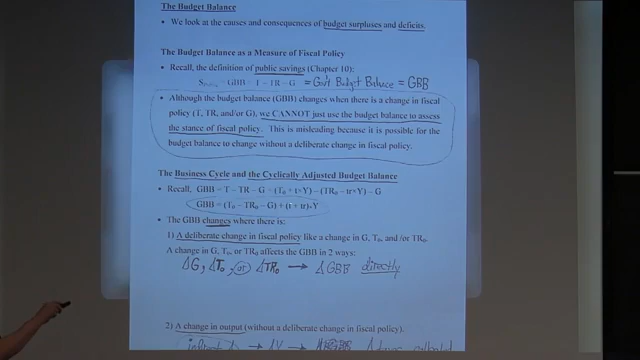 The Budget Balance
• We look at the causes and consequences of budget surpluses and deficits.
The Budget Balance as a Measure of Fiscal Policy
• Recall, the definition of public savings (Chapter 10)
= GBB = T − TR − G = Gov't Budget Balance = GBB
• Although the budget balance (GBB) changes when there is a change in fiscal
policy (T, TR, and/or G), we CANNOT just use the budget balance to assess
the stance of fiscal policy. This is misleading because it is possible for the
budget balance to change without a deliberate change in fiscal policy.
The Business Cycle and the Cyclically Adjusted Budget Balance
• Recall, GBB = T − TR − G = (T₀ + t×Y) − (TR₀ − tr×Y) − G
GBB = (T₀ − TR₀ − G) + (t + tr)×Y
• The GBB changes where there is:
1) A deliberate change in fiscal policy like a change in G, T₀, and/or TR₀.
A change in G, T₀, or TR₀ affects the GBB in 2 ways:
ΔG, ΔT₀, or ΔTR₀ → ΔGBB directly
2) A change in output (without a deliberate change in fiscal policy).
→ ΔY →